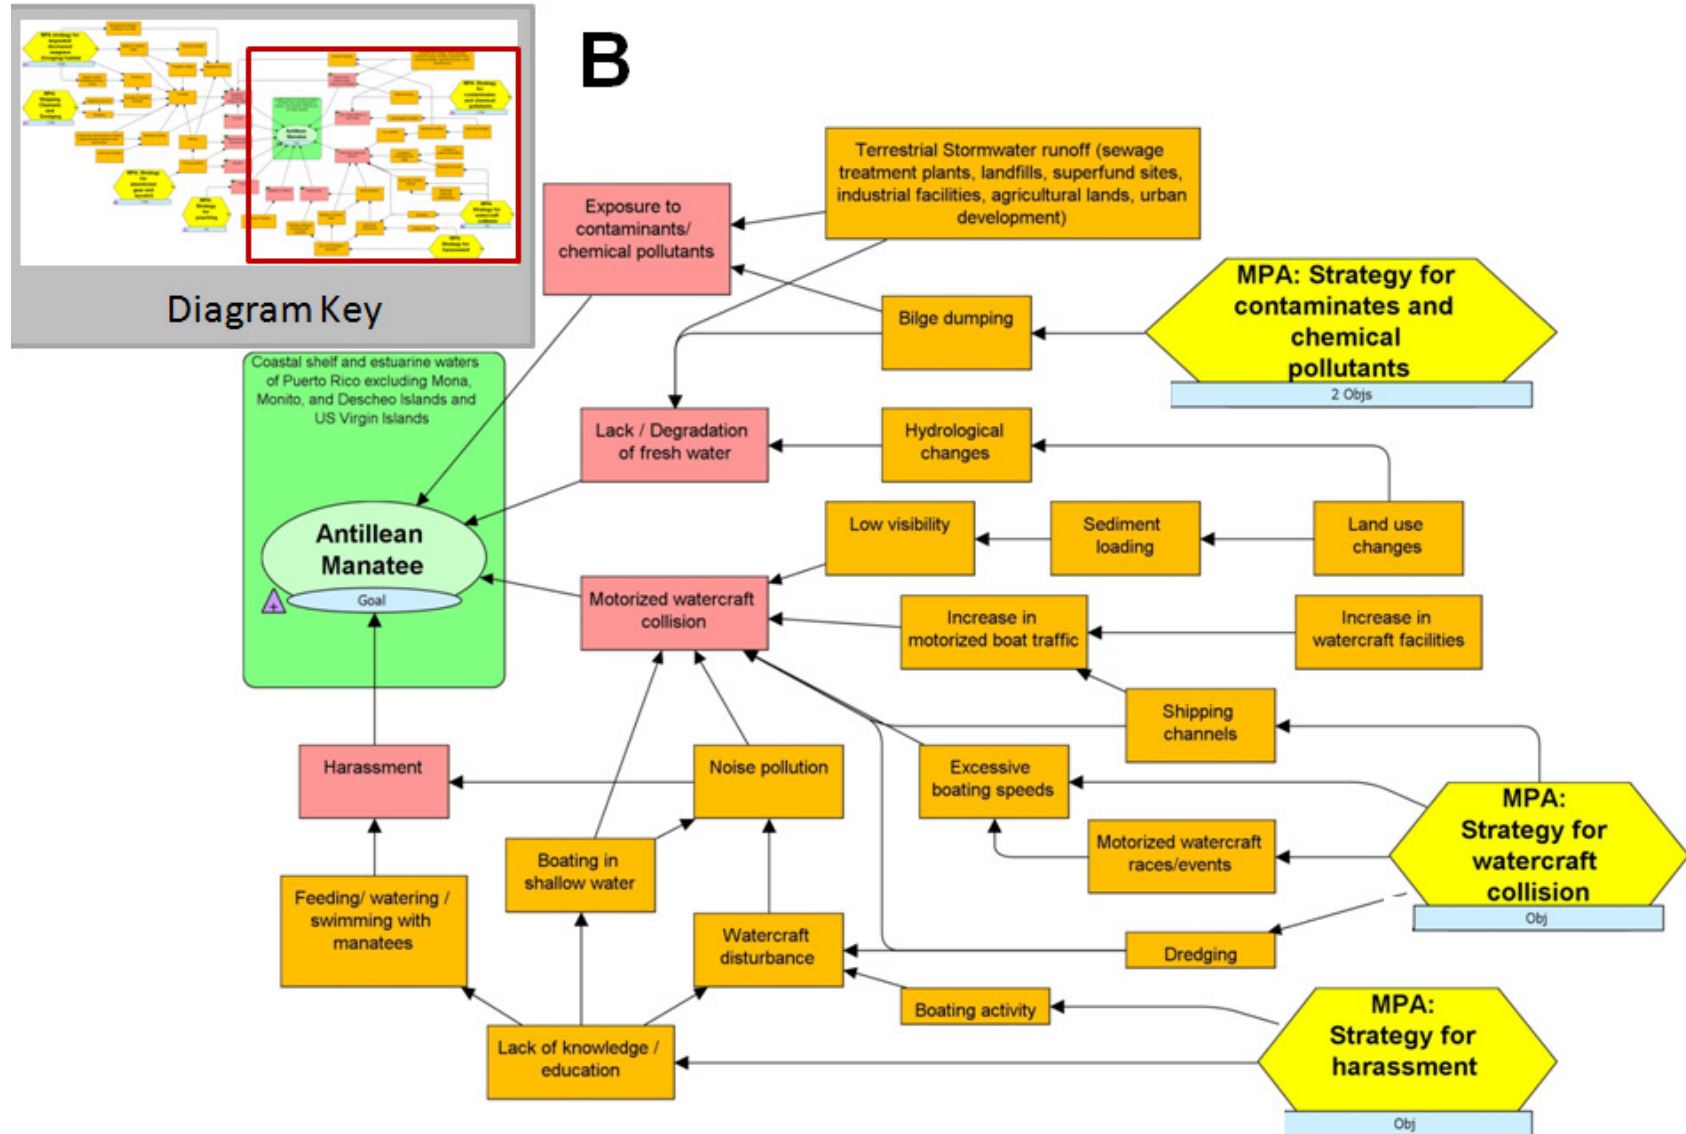 B
Diagram Key
Terrestrial Stormwater runoff (sewage
treatment plants, landfills, superfund sites,
industrial facilities, agricultural lands, urban
development)
Exposure to
contaminants/
chemical pollutants
MPA: Strategy for
contaminates and
chemical
pollutants
2 Objs
Bilge dumping
Coastal shelf and estuarine waters
of Puerto Rico excluding Mona,
Monito, and Descheo Islands and
US Virgin Islands
Lack / Degradation
of fresh water
Hydrological
changes
Antillean
Manatee
Goal
Low visibility
Sediment
loading
Land use
changes
Motorized watercraft
collision
Increase in
motorized boat traffic
Increase in
watercraft facilities
Shipping
channels
Harassment
Noise pollution
Excessive
boating speeds
MPA:
Strategy for
watercraft
collision
Obj
Motorized watercraft
races/events
Boating in
shallow water
Feeding/ watering /
swimming with
manatees
Watercraft
disturbance
Dredging
Boating activity
MPA:
Strategy for
harassment
Obj
Lack of knowledge /
education